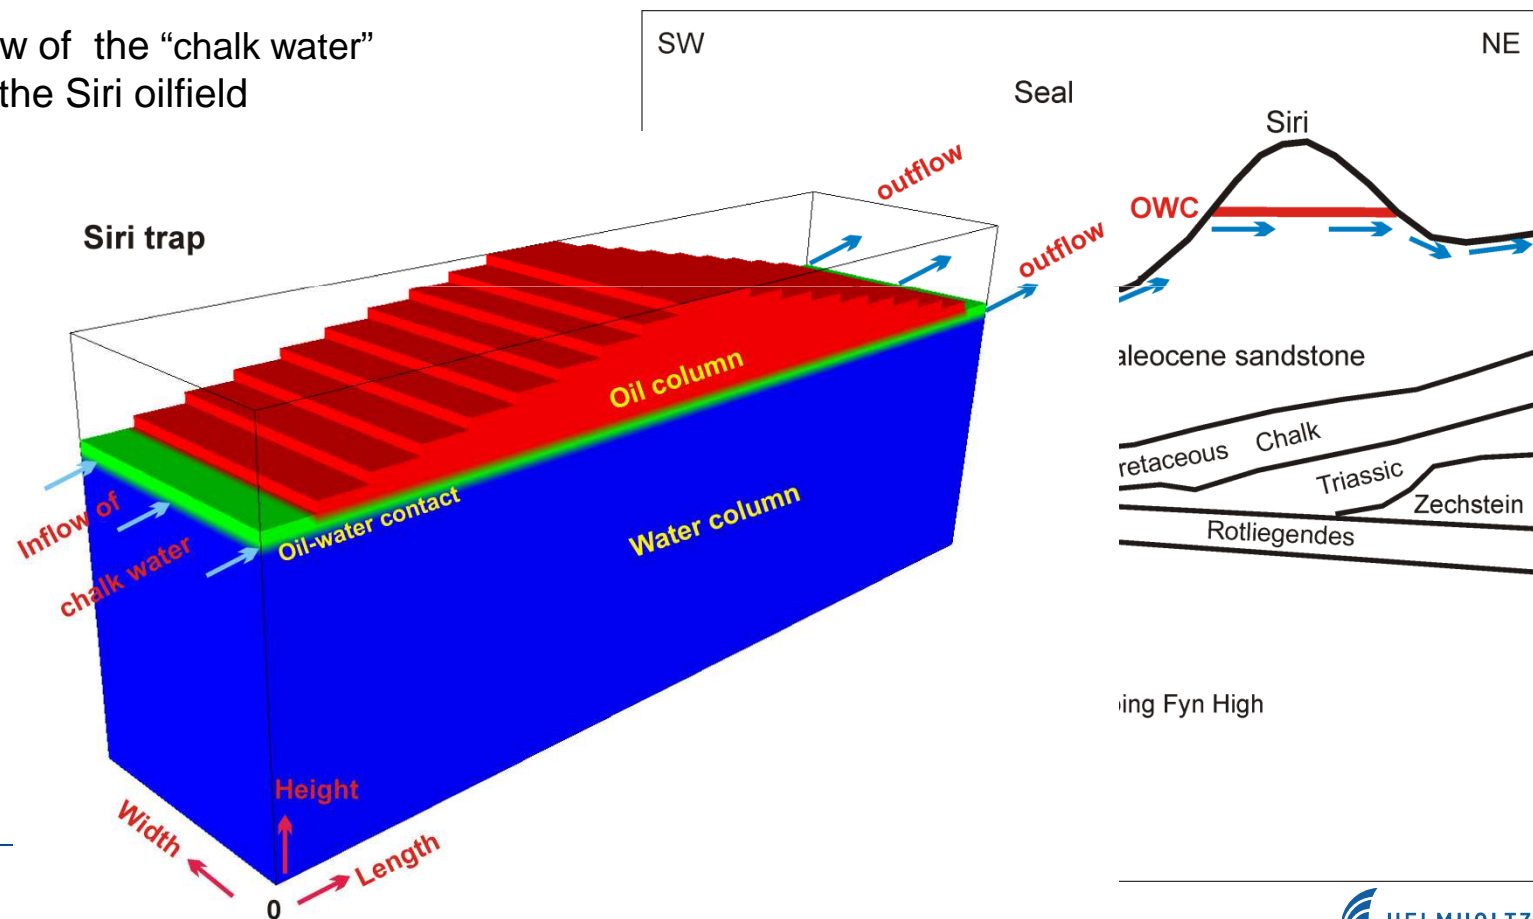 w of the “chalk water”
the Siri oilfield
SW
NE
Seal
Siri
OWC
outflow
outflow
Siri trap
Oil column
Oil-water contact
Water column
Inflow of
chalk water
aleocene sandstone
retaceous Chalk
Triassic
Zechstein
Rotliegendes
ing Fyn High
Height
Width
Length
0
HELMHOLTZ